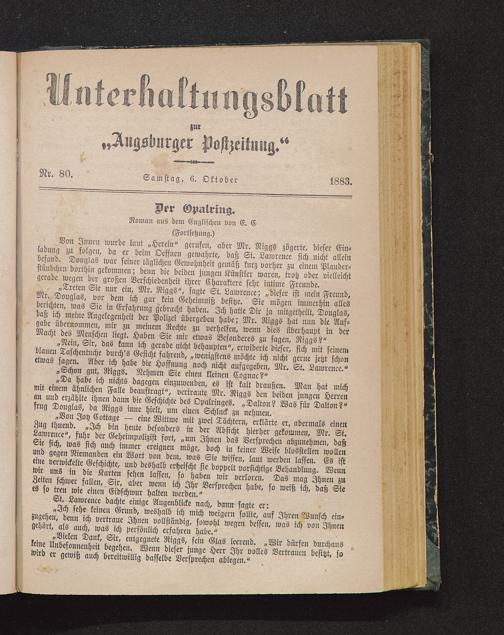 Unterhaltungsblatt
zur
„Augsburger Postzeitung.“
Nr. 80. Samstag, 6. Oktober 1883.
Der Opalring.
Roman aus dem Englischen von C. C
(Fortsetzung.)
Von Innen wurde laut „Herein“ gerufen, aber Mr. Riggs zögerte, dieser Ein-
ladung zu folgen, da er beim Oeffnen gewahrte, daß St. Lawrence sich nicht allein
befand. Douglas war seiner täglichen Gewohnheit gemäß kurz vorher zu einem Plauder-
stündchen dorthin gekommen; denn die beiden jungen Künstler waren, trotz oder vielleicht
gerade wegen der großen Verschiedenheit ihrer Charaktere sehr intime Freunde.
„Treten Sie nur ein, Mr. Riggs“, sagte St. Lawrence; „dieser ist mein Freund,
Mr. Douglas, vor dem ich gar kein Geheimniß besitze. Sie mögen immerhin alles
berichten, was Sie in Erfahrung gebracht haben. Ich hatte Dir ja mitgetheilt, Douglas,
daß ich meine Angelegenheit der Polizei übergeben habe; Mr. Riggs hat nun die Auf-
gabe übernommen, mir zu meinem Rechte zu verhelfen, wenn dies überhaupt in der
Macht des Menschen liegt. Haben Sie mir etwas Besonderes zu sagen, Riggs?“
„Nein, Sir, das kann ich gerade nicht behaupten“, erwiderte dieser, sich mit seinem
blauen Taschentuche durch's Gesicht fahrend, „wenigstens möchte ich nicht gerne jetzt schon
etwas sagen. Aber ich habe die Hoffnung noch nicht aufgegeben, Mr. St. Lawrence.“
„Schon gut, Riggs. Nehmen Sie einen kleinen Cognac?“
„Da habe ich nichts dagegen einzuwenden, es ist kalt draußen. Man hat mich
mit einem ähnlichen Falle beauftragt“, vertraute Mr. Riggs den beiden jungen Herren
an und erzählte ihnen dann die Geschichte des Opalringes. „Dalton? Was für Dalton?“
frug Douglas, da Riggs inne hielt, um einen Schluck zu nehmen.
„Von Joy Cottage — eine Wittwe mit zwei Töchtern, erklärte er, abermals einen
Zug thuend. „Ich bin heute besonders in der Absicht hierher gekommen, Mr. St.
Lawrence“, fuhr der Geheimpolizist fort, „um Ihnen das Versprechen abzunehmen, daß
Sie sich, was sich auch immer ereignen möge, doch in keiner Weise bloßstellen wollen
und gegen Niemanden ein Wort von dem, was Sie wissen, laut werden lassen. Es ist
eine verwickelte Geschichte, und deshalb erheischt sie doppelt vorsichtige Behandlung. Wenn
wir uns in die Karten sehen lassen, so haben wir verloren. Das mag Ihnen zu
Zeiten schwer fallen, Sir, aber wenn ich Ihr Versprechen habe, so weiß ich, daß Sie
es so treu wie einen Eidschwur halten werden.“
St. Lawrence dachte einige Augenblicke nach, dann sagte er:
„Ich sehe keinen Grund, weshalb ich mich weigern sollte, auf Ihren Wunsch ein-
zugehen, denn ich vertraue Ihnen vollständig, sowohl wegen dessen, was ich von Ihnen
gehört, als auch, was ich persönlich erfahren habe.“
„Vielen Dank, Sir, entgegnete Riggs, sein Glas leerend. „Wir dürfen durchaus
keine Unbesonnenheit begehen. Wenn dieser junge Herr Ihr volles Vertrauen besitzt, so
wird er gewiß auch bereitwillig dasselbe Versprechen ablegen.“